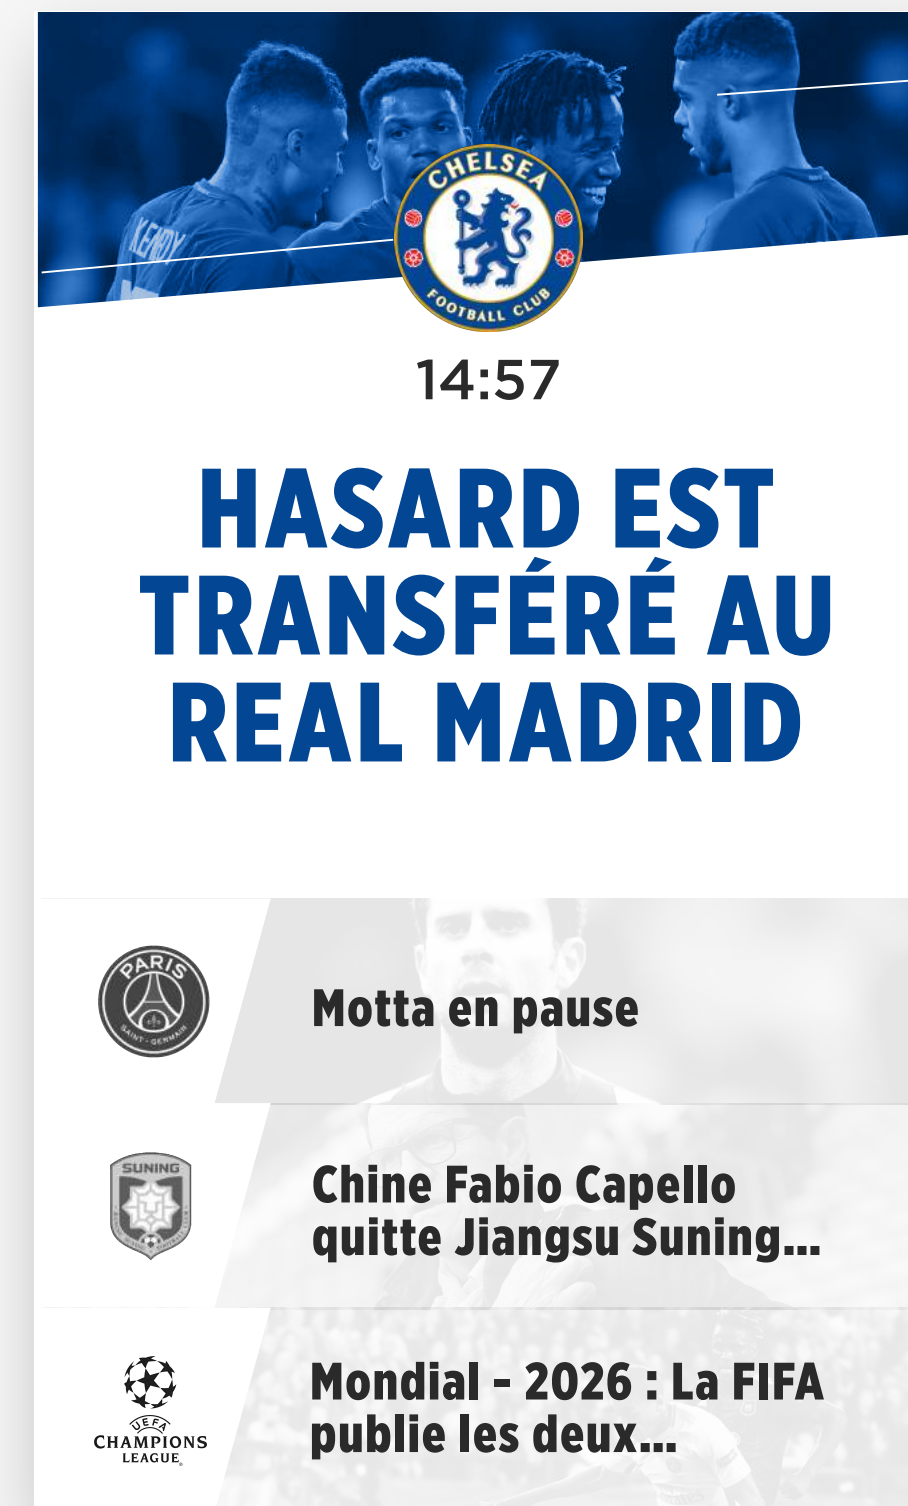 KENEDY
CHELSEA
FOOTBALL CLUB
14:57
HASARD EST
TRANSFÉRÉ AU
REAL MADRID
PARIS
SAINT-GERMAIN
Motta en pause
SUNING
Chine Fabio Capello
quitte Jiangsu Suning...
UEFA
CHAMPIONS
LEAGUE
Mondial - 2026 : La FIFA
publie les deux...